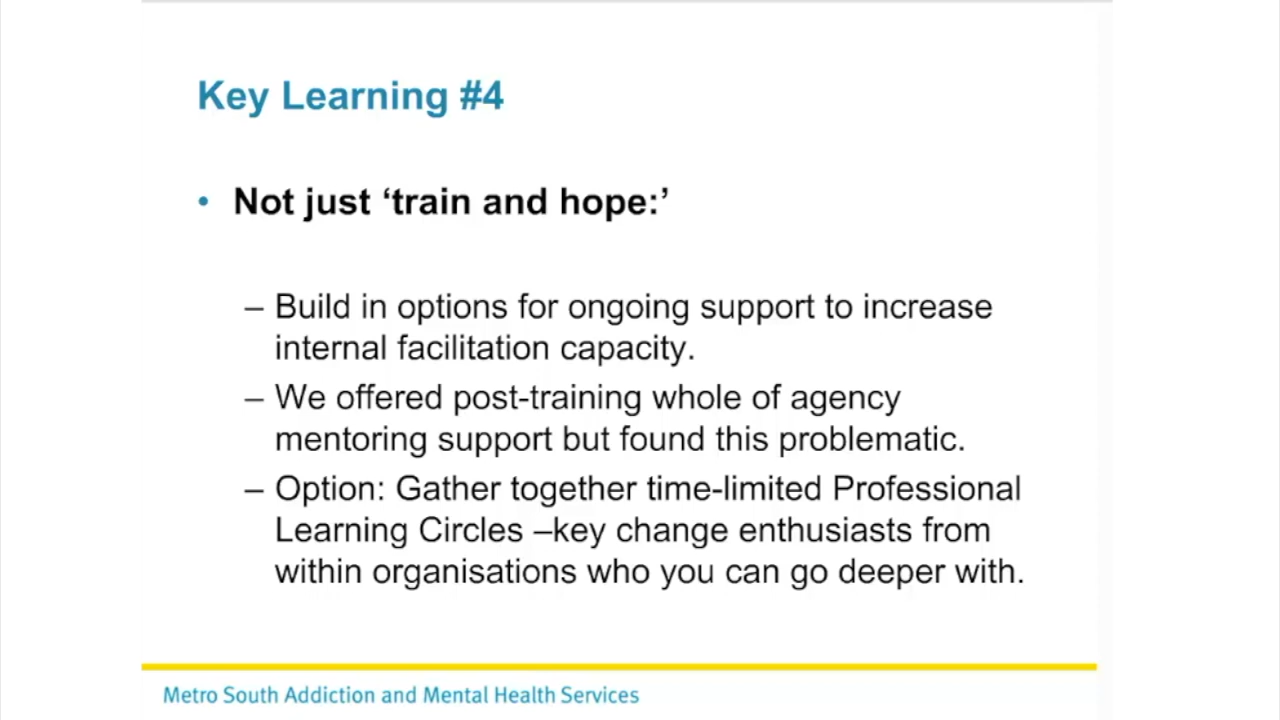 Key Learning #4
• Not just ‘train and hope:’
– Build in options for ongoing support to increase
internal facilitation capacity.
– We offered post-training whole of agency
mentoring support but found this problematic.
– Option: Gather together time-limited Professional
Learning Circles –key change enthusiasts from
within organisations who you can go deeper with.
Metro South Addiction and Mental Health Services